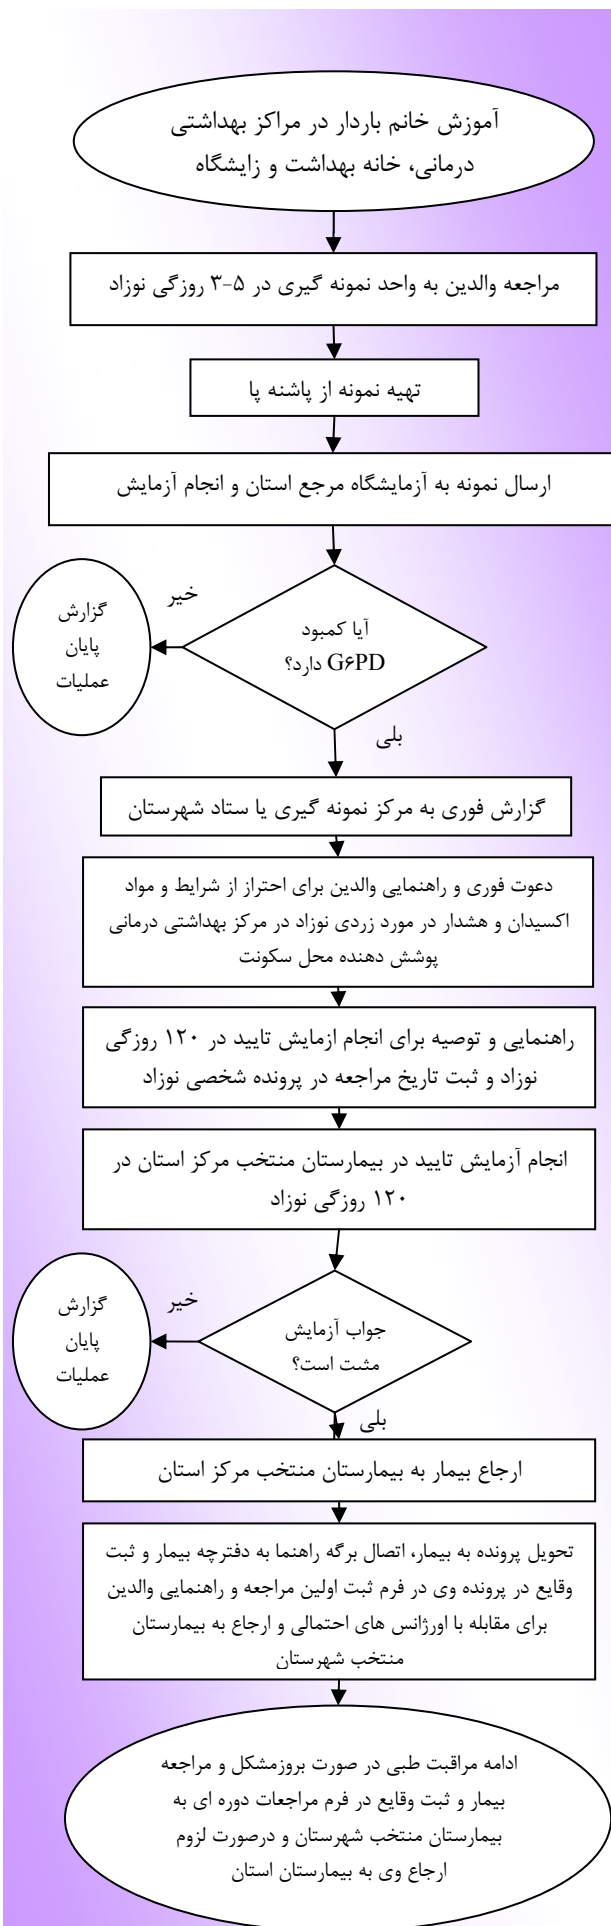 آموزش خانم باردار در مراکز بهداشتی
درمانی، خانه بهداشت و زایشگاه
مراجعه والدین به واحد نمونه گیری در ۵-۳ روزگی نوزاد
تهیه نمونه از پاشنه پا
ارسال نمونه به آزمایشگاه مرجع استان و انجام آزمایش
آیا کمبود
G۶PD دارد؟
خیر
گزارش
پایان
عملیات
بلی
گزارش فوری به مرکز نمونه گیری یا ستاد شهرستان
دعوت فوری و راهنمایی والدین برای احتراز از شرایط و مواد
اکسیدان و هشدار در مورد زردی نوزاد در مرکز بهداشتی درمانی
پوشش دهنده محل سکونت
راهنمایی و توصیه برای انجام ازمایش تایید در ۱۲۰ روزگی
نوزاد و ثبت تاریخ مراجعه در پرونده شخصی نوزاد
انجام آزمایش تایید در بیمارستان منتخب مرکز استان در
۱۲۰ روزگی نوزاد
جواب آزمایش
مثبت است؟
خیر
گزارش
پایان
عملیات
بلی
ارجاع بیمار به بیمارستان منتخب مرکز استان
تحویل پرونده به بیمار، اتصال برگه راهنما به دفترچه بیمار و ثبت
وقایع در پرونده وی در فرم ثبت اولین مراجعه و راهنمایی والدین
برای مقابله با اورژانس های احتمالی و ارجاع به بیمارستان
منتخب شهرستان
ادامه مراقبت طبی در صورت بروزمشکل و مراجعه
بیمار و ثبت وقایع در فرم مراجعات دوره ای به
بیمارستان منتخب شهرستان و درصورت لزوم
ارجاع وی به بیمارستان استان